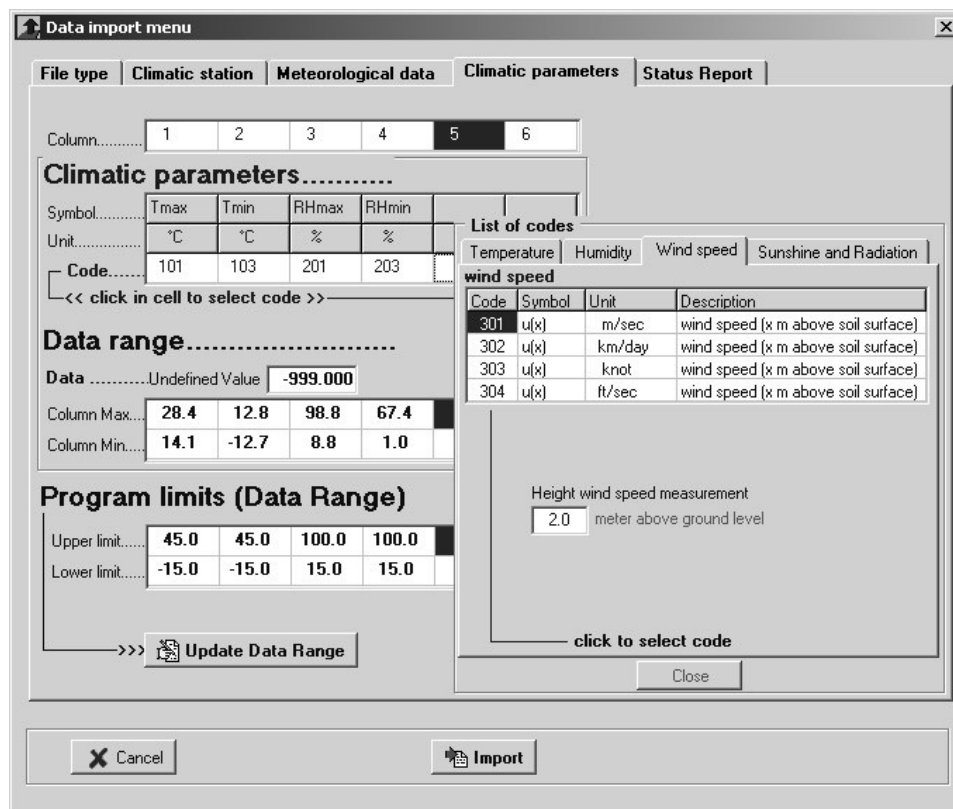 Data import menu
File type Climatic station Meteorological data Climatic parameters Status Report
Column.......... 1 2 3 4 5 6
Climatic parameters...........
Symbol.......... Tmax Tmin RHmax RHmin
Unit.............. °C °C % %
Code....... 101 103 201 203
<< click in cell to select code >>
Data range........................
Data ..........Undefined Value -999.000
Column Max.... 28.4 12.8 98.8 67.4
Column Min..... 14.1 -12.7 8.8 1.0
Program limits (Data Range)
Upper limit...... 45.0 45.0 100.0 100.0
Lower limit...... -15.0 -15.0 15.0 15.0
>>> Update Data Range
List of codes
Temperature Humidity Wind speed Sunshine and Radiation
wind speed
Code Symbol Unit Description
301 u(x) m/sec wind speed (x m above soil surface)
302 u(x) km/day wind speed (x m above soil surface)
303 u(x) knot wind speed (x m above soil surface)
304 u(x) ft/sec wind speed (x m above soil surface)
Height wind speed measurement
2.0 meter above ground level
click to select code
Close
Cancel Import